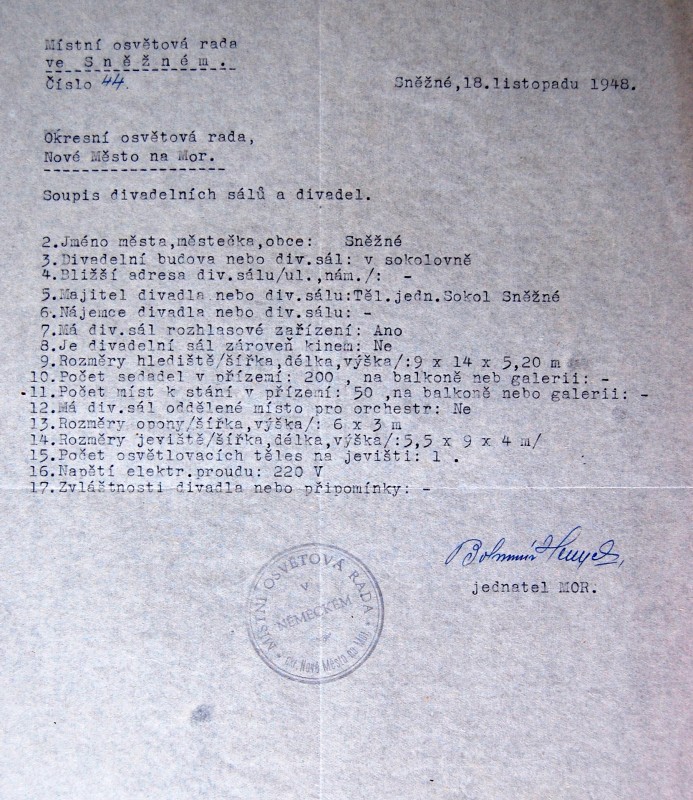 Místní osvětová rada
ve Sněžném.
Číslo 44.
Sněžné,18.listopadu 1948.
Okresní osvětová rada,
Nové Město na Mor.
Soupis divadelních sálů a divadel.
2.Jméno města,městečka,obce: Sněžné
3.Divadelní budova nebo div.sál: v sokolovně
4.Bližší adresa div.sálu/ul.,nám./: -
5.Majitel divadla nebo div.sálu:Těl.jedn.Sokol Sněžné
6.Nájemce divadla nebo div.sálu: -
7.Má div.sál rozhlasové zařízení: Ano
8.Je divadelní sál zároveň kinem: Ne
9.Rozměry hlediště/šířka,délka,výška/:9 x 14 x 5,20 m
10.Počet sedadel v přízemí: 200 , na balkoně neb galerii: -
11.Počet míst k stání v přízemí: 50 ,na balkoně nebo galerii: -
12.Má div.sál oddělené místo pro orchestr: Ne
13.Rozměry opony/šířka,výška/: 6 x 3 m
14.Rozměry jeviště/šířka,délka,výška/:5,5 x 9 x 4 m/
15.Počet osvětlovacích těles na jevišti: 1 .
16.Napětí elektr.proudu: 220 V
17.Zvláštnosti divadla nebo připomínky: -
Bohumír
jednatel MOR.
MÍSTNÍ OSVĚTOVÁ RADA
V
NĚMECKÉM
okr. Nové Město na Mor.